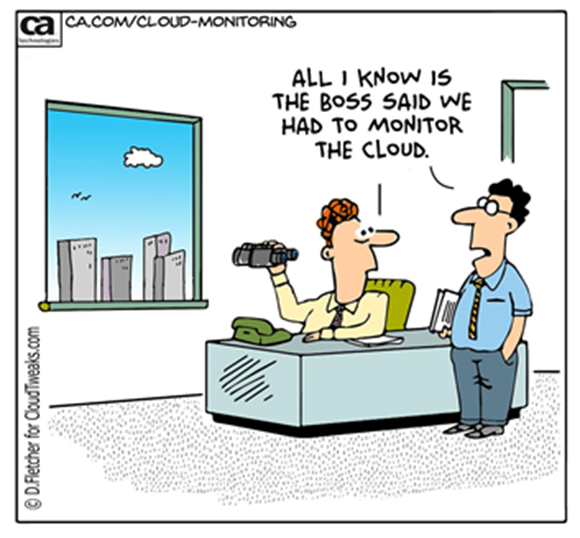 ca
technologies
CA.COM/CLOUD-MONITORING
ALL I KNOW IS
THE BOSS SAID WE
HAD TO MONITOR
THE CLOUD.
© D.Fletcher for CloudTweaks.com